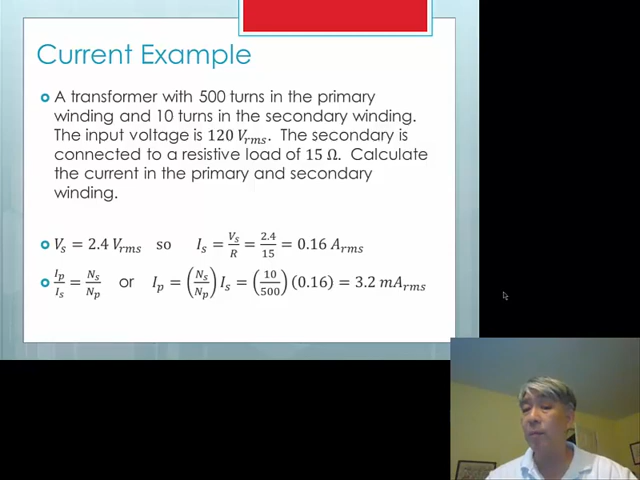 Current Example
A transformer with 500 turns in the primary
winding and 10 turns in the secondary winding.
The input voltage is 120 V_rms. The secondary is
connected to a resistive load of 15 Ω. Calculate
the current in the primary and secondary
winding.
V_s = 2.4 V_rms so I_s = V_s/R = 2.4/15 = 0.16 A_rms
I_p/I_s = N_s/N_p or I_p = (N_s/N_p) I_s = (10/500) (0.16) = 3.2 mA_rms